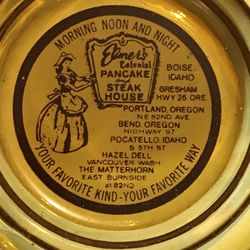 MORNING NOON AND NIGHT
Elmer's
Colonial
PANCAKE
and
STEAK
HOUSE
BOISE,
IDAHO
GRESHAM
HWY 26, ORE
PORTLAND, OREGON
N E 82ND AVE
BEND, OREGON
HIGHWAY 97
POCATELLO, IDAHO
S 5TH ST
HAZEL DELL
VANCOUVER WASH
THE MATTERHORN
EAST BURNSIDE
at 82ND
YOUR FAVORITE KIND - YOUR FAVORITE WAY